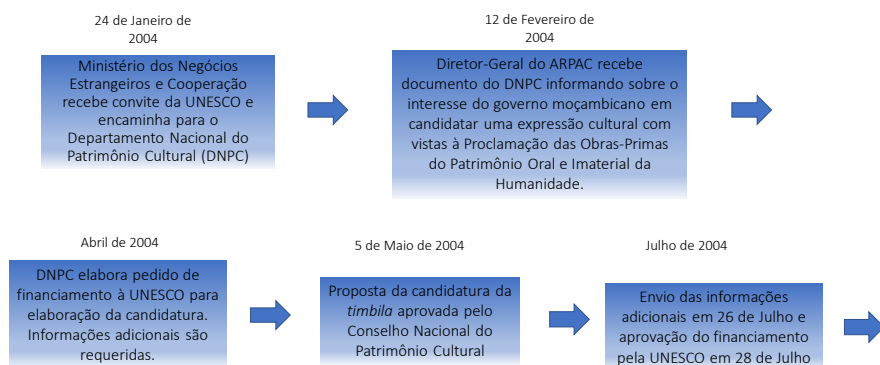 24 de Janeiro de
2004
Ministério dos Negócios
Estrangeiros e Cooperação
recebe convite da UNESCO e
encaminha para o
Departamento Nacional do
Patrimônio Cultural (DNPC)
12 de Fevereiro de
2004
Diretor-Geral do ARPAC recebe
documento do DNPC informando sobre o
interesse do governo moçambicano em
candidatar uma expressão cultural com
vistas à Proclamação das Obras-Primas
do Patrimônio Oral e Imaterial da
Humanidade.
Abril de 2004
DNPC elabora pedido de
financiamento à UNESCO para
elaboração da candidatura.
Informações adicionais são
requeridas.
5 de Maio de 2004
Proposta da candidatura da
timbila aprovada pelo
Conselho Nacional do
Patrimônio Cultural
Julho de 2004
Envio das informações
adicionais em 26 de Julho e
aprovação do financiamento
pela UNESCO em 28 de Julho